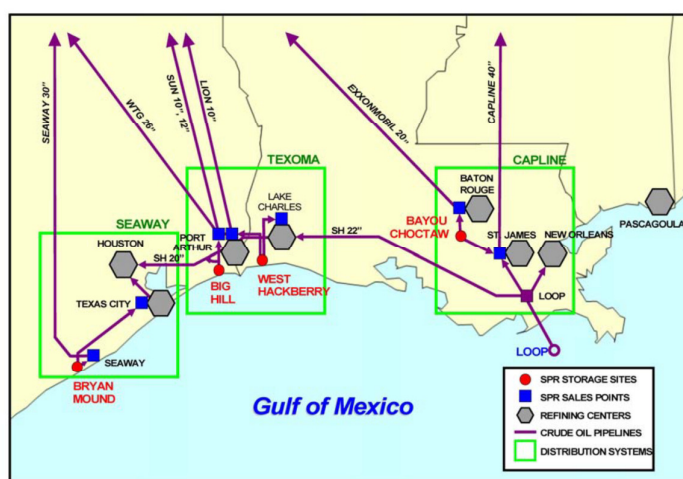 SEAWAY 30"
WTG 26"
SUN 10", 12"
LION 10"
EXXONMOBIL 20"
CAPLINE 40"
TEXOMA
CAPLINE
LAKE
CHARLES
BATON
ROUGE
PASCAGOULA
SEAWAY
HOUSTON
PORT
ARTHUR
SH 22"
BAYOU
CHOCTAW
ST. JAMES
NEW ORLEANS
SH 20"
BIG
HILL
WEST
HACKBERRY
TEXAS CITY
LOOP
SEAWAY
LOOP
BRYAN
MOUND
Gulf of Mexico
SPR STORAGE SITES
SPR SALES POINTS
REFINING CENTERS
CRUDE OIL PIPELINES
DISTRIBUTION SYSTEMS